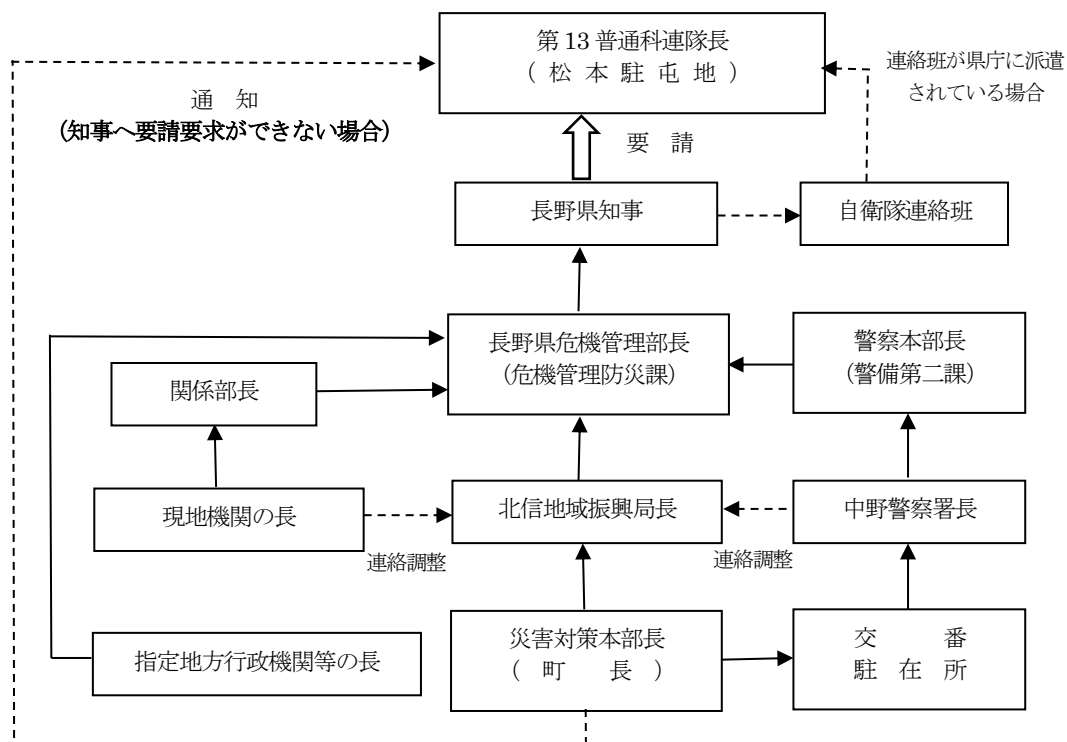 第 13 普通科連隊長
（ 松 本 駐 屯 地 ）
連絡班が県庁に派遣
されている場合
通　知
（知事へ要請要求ができない場合）
要　請
長野県知事
自衛隊連絡班
長野県危機管理部長
（危機管理防災課）
警察本部長
（警備第二課）
関係部長
現地機関の長
北信地域振興局長
中野警察署長
連絡調整
連絡調整
指定地方行政機関等の長
災害対策本部長
（　町　　長　）
交　　　番
駐　在　所